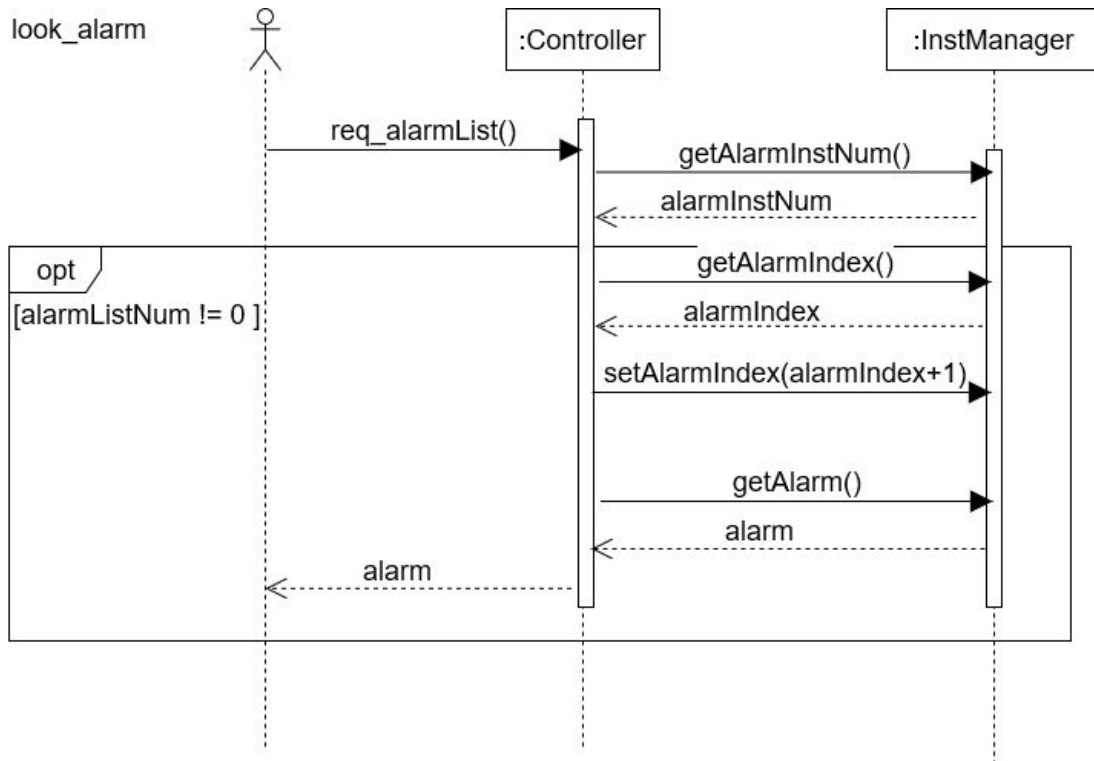 look_alarm
:Controller
:InstManager
req_alarmList()
getAlarmInstNum()
alarmInstNum
opt
getAlarmIndex()
[alarmListNum != 0 ]
alarmIndex
setAlarmIndex(alarmIndex+1)
getAlarm()
alarm
alarm